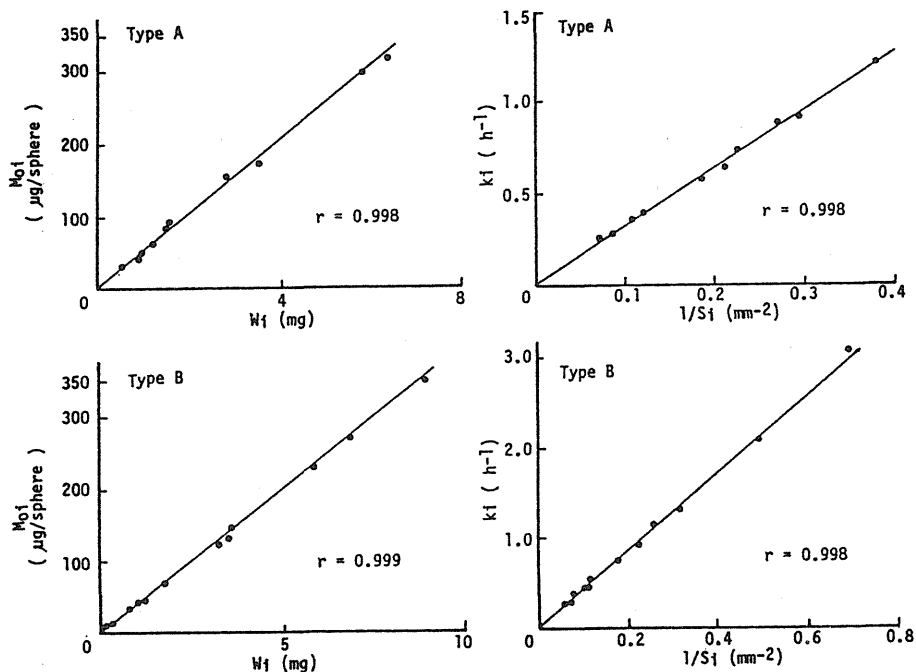 350
300
200
100
0
Type A
Moi
( µg/sphere )
r = 0.998
4
8
Wi (mg)
1.5
1.0
0.5
0
Type A
ki ( h-1)
r = 0.998
0.1
0.2
0.3
0.4
1/Si (mm-2)
350
300
200
100
0
Type B
Moi
( µg/sphere)
r = 0.999
5
10
Wi (mg)
3.0
2.0
1.0
0
Type B
ki ( h-1)
r = 0.998
0.2
0.4
0.6
0.8
1/Si (mm-2)